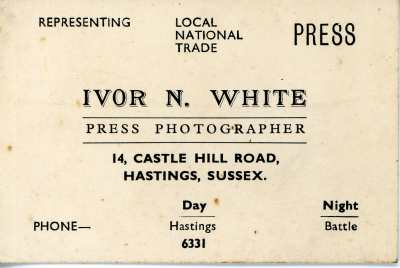 REPRESENTING LOCAL PRESS
NATIONAL
TRADE
IVOR N. WHITE
PRESS PHOTOGRAPHER
14, CASTLE HILL ROAD,
HASTINGS, SUSSEX.
Day Night
PHONE— Hastings Battle
6331